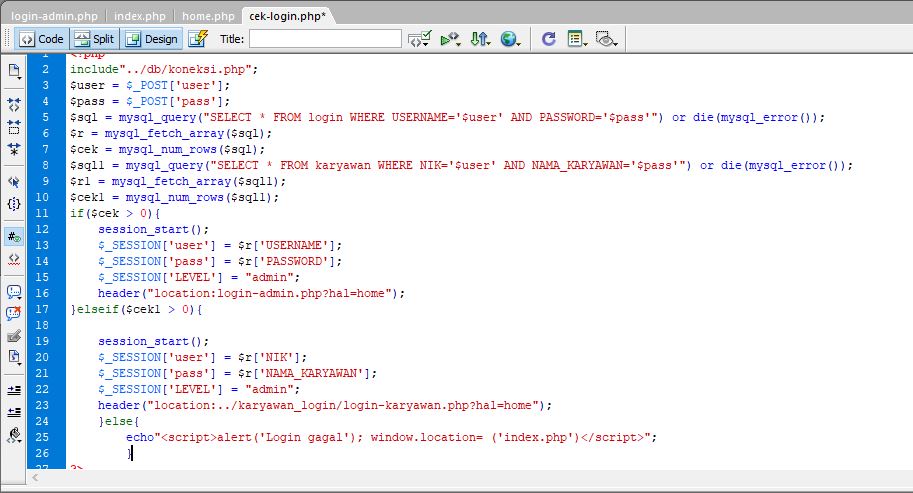 login-admin.php index.php home.php cek-login.php*
Code Split Design Title:
1 <?php
2 include"../db/koneksi.php";
3 $user = $_POST['user'];
4 $pass = $_POST['pass'];
5 $sql = mysql_query("SELECT * FROM login WHERE USERNAME='$user' AND PASSWORD='$pass'") or die(mysql_error());
6 $r = mysql_fetch_array($sql);
7 $cek = mysql_num_rows($sql);
8 $sql1 = mysql_query("SELECT * FROM karyawan WHERE NIK='$user' AND NAMA_KARYAWAN='$pass'") or die(mysql_error());
9 $r1 = mysql_fetch_array($sql1);
10 $cek1 = mysql_num_rows($sql1);
11 if($cek > 0){
12 session_start();
13 $_SESSION['user'] = $r['USERNAME'];
14 $_SESSION['pass'] = $r['PASSWORD'];
15 $_SESSION['LEVEL'] = "admin";
16 header("location:login-admin.php?hal=home");
17 }elseif($cek1 > 0){
18
19 session_start();
20 $_SESSION['user'] = $r['NIK'];
21 $_SESSION['pass'] = $r['NAMA_KARYAWAN'];
22 $_SESSION['LEVEL'] = "admin";
23 header("location:../karyawan_login/login-karyawan.php?hal=home");
24 }else{
25 echo"<script>alert('Login gagal'); window.location= ('index.php')</script>";
26 }
27 ?>